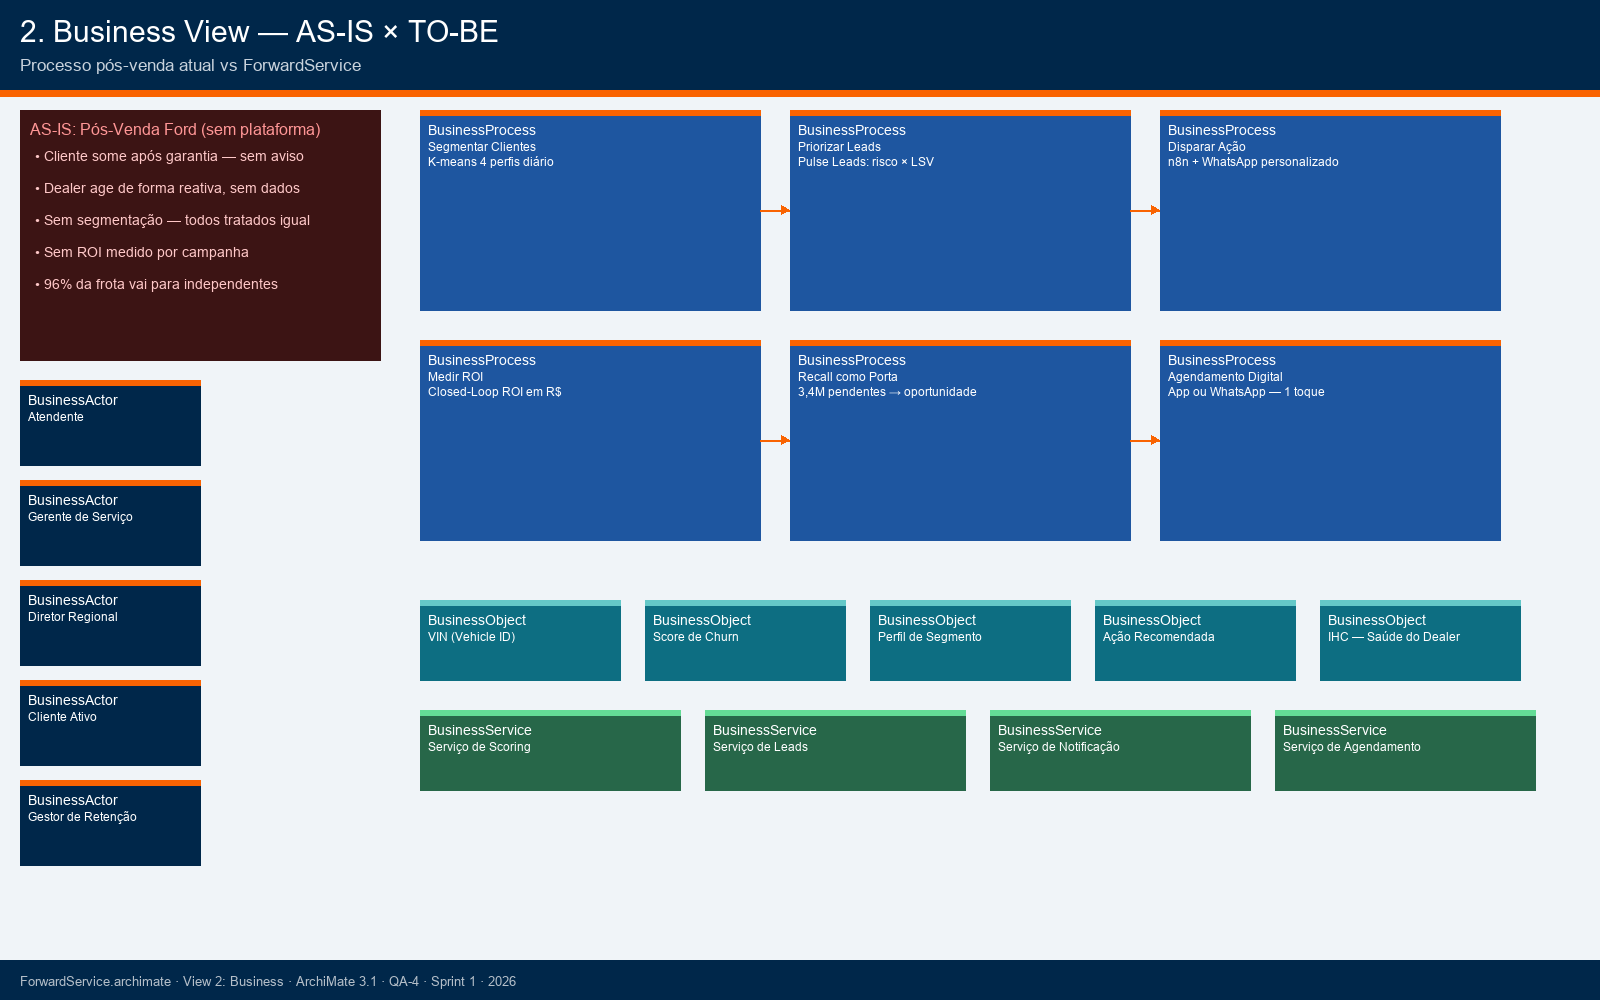 2. Business View — AS-IS × TO-BE
Processo pós-venda atual vs ForwardService
AS-IS: Pós-Venda Ford (sem plataforma)
• Cliente some após garantia — sem aviso
• Dealer age de forma reativa, sem dados
• Sem segmentação — todos tratados igual
• Sem ROI medido por campanha
• 96% da frota vai para independentes
BusinessActor
Atendente
BusinessActor
Gerente de Serviço
BusinessActor
Diretor Regional
BusinessActor
Cliente Ativo
BusinessActor
Gestor de Retenção
BusinessProcess
Segmentar Clientes
K-means 4 perfis diário
BusinessProcess
Priorizar Leads
Pulse Leads: risco × LSV
BusinessProcess
Disparar Ação
n8n + WhatsApp personalizado
BusinessProcess
Medir ROI
Closed-Loop ROI em R$
BusinessProcess
Recall como Porta
3,4M pendentes → oportunidade
BusinessProcess
Agendamento Digital
App ou WhatsApp — 1 toque
BusinessObject
VIN (Vehicle ID)
BusinessObject
Score de Churn
BusinessObject
Perfil de Segmento
BusinessObject
Ação Recomendada
BusinessObject
IHC — Saúde do Dealer
BusinessService
Serviço de Scoring
BusinessService
Serviço de Leads
BusinessService
Serviço de Notificação
BusinessService
Serviço de Agendamento
ForwardService.archimate · View 2: Business · ArchiMate 3.1 · QA-4 · Sprint 1 · 2026